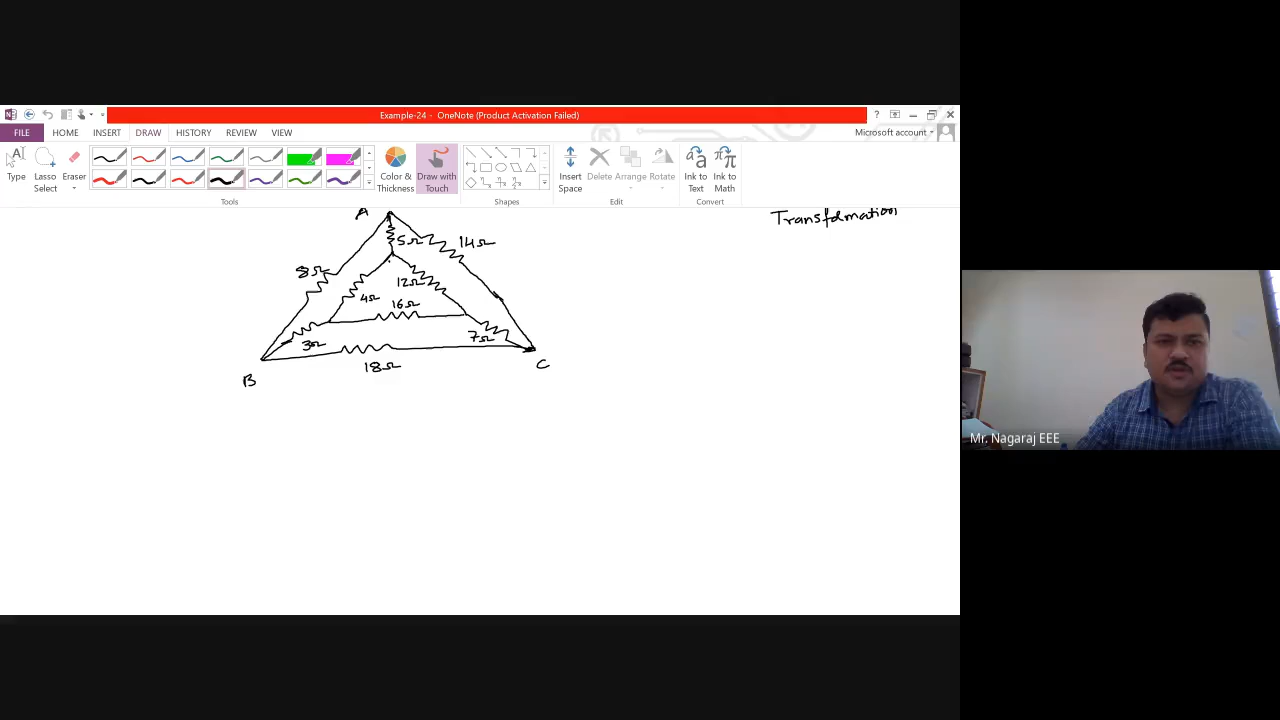 Example-24 - OneNote (Product Activation Failed)
FILE HOME INSERT DRAW HISTORY REVIEW VIEW
Microsoft account
Type
Lasso Select
Eraser
Color & Thickness
Draw with Touch
Insert Space
Delete
Arrange
Rotate
Ink to Text
Ink to Math
Tools
Shapes
Edit
Convert
Transformation
A
5Ω
14Ω
8Ω
12Ω
4Ω
16Ω
3Ω
7Ω
18Ω
B
C
Mr. Nagaraj EEE